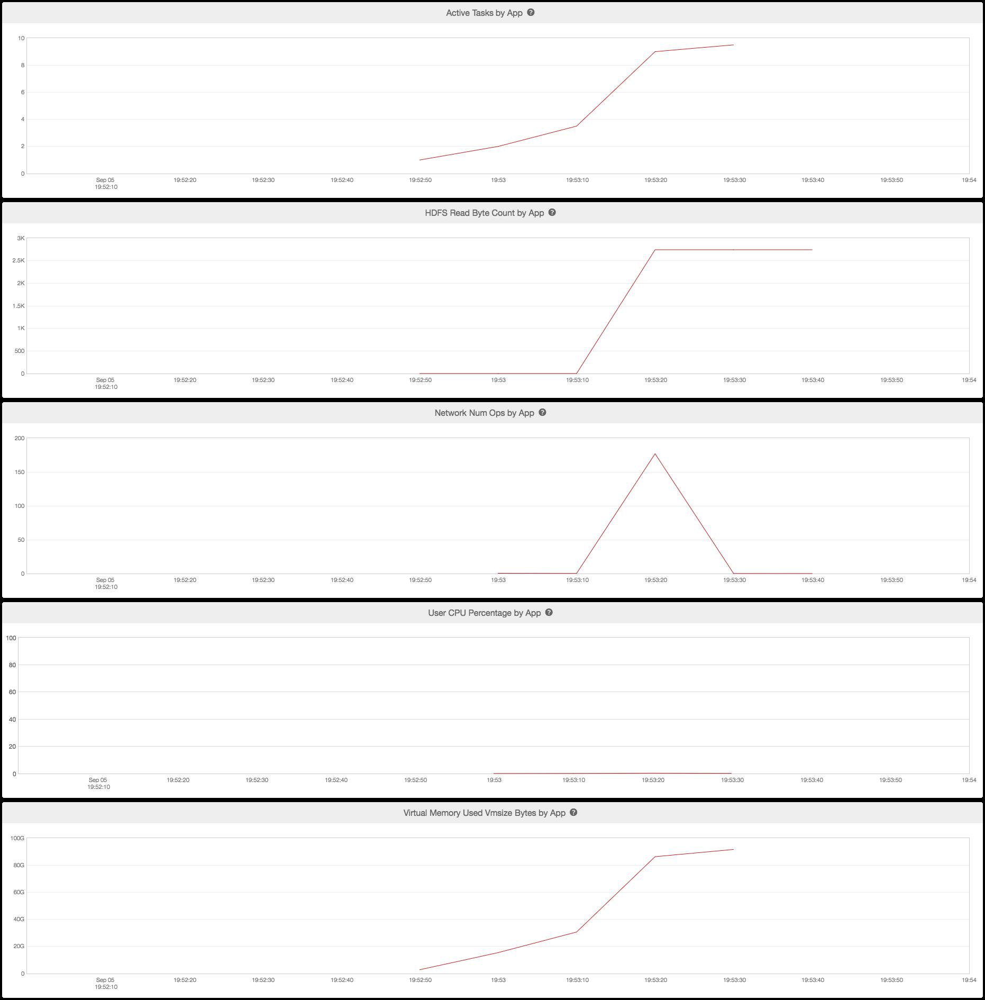 Active Tasks by App ?
10
8
6
4
2
0
Sep 05 19:52:20 19:52:30 19:52:40 19:52:50 19:53 19:53:10 19:53:20 19:53:30 19:53:40 19:53:50 19:54
19:52:10
HDFS Read Byte Count by App ?
3K
2.5K
2K
1.5K
1K
500
0
Sep 05 19:52:20 19:52:30 19:52:40 19:52:50 19:53 19:53:10 19:53:20 19:53:30 19:53:40 19:53:50 19:54
19:52:10
Network Num Ops by App ?
200
150
100
50
0
Sep 05 19:52:20 19:52:30 19:52:40 19:52:50 19:53 19:53:10 19:53:20 19:53:30 19:53:40 19:53:50 19:54
19:52:10
User CPU Percentage by App ?
100
80
60
40
20
0
Sep 05 19:52:20 19:52:30 19:52:40 19:52:50 19:53 19:53:10 19:53:20 19:53:30 19:53:40 19:53:50 19:54
19:52:10
Virtual Memory Used Vmsize Bytes by App ?
100G
80G
60G
40G
20G
0
Sep 05 19:52:20 19:52:30 19:52:40 19:52:50 19:53 19:53:10 19:53:20 19:53:30 19:53:40 19:53:50 19:54
19:52:10